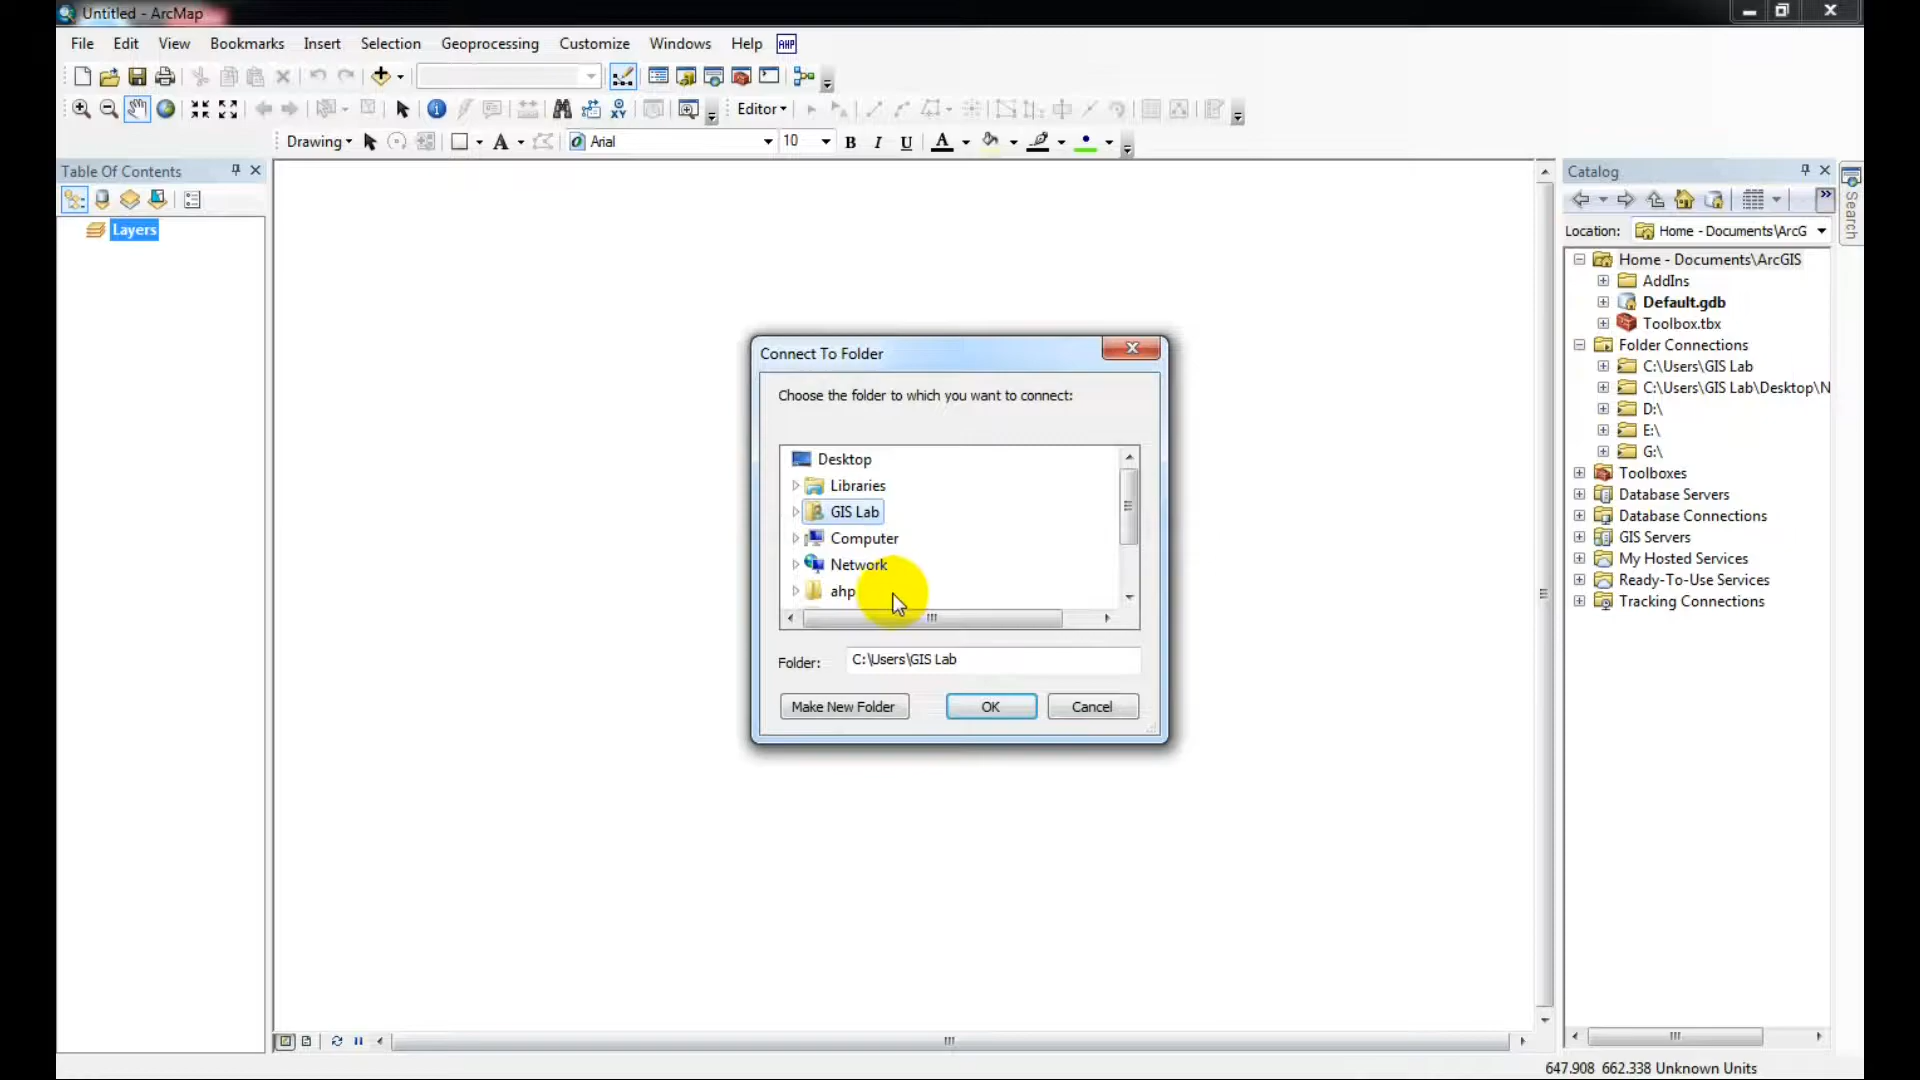 Untitled - ArcMap
File Edit View Bookmarks Insert Selection Geoprocessing Customize Windows Help AHP
Editor
Drawing Arial 10 B I U A
Table Of Contents
Layers
Connect To Folder
Choose the folder to which you want to connect:
Desktop
Libraries
GIS Lab
Computer
Network
ahp
Folder: C:\Users\GIS Lab
Make New Folder OK Cancel
Catalog
Location: Home - Documents\ArcG
Home - Documents\ArcGIS
AddIns
Default.gdb
Toolbox.tbx
Folder Connections
C:\Users\GIS Lab
C:\Users\GIS Lab\Desktop\N
D:\
E:\
G:\
Toolboxes
Database Servers
Database Connections
GIS Servers
My Hosted Services
Ready-To-Use Services
Tracking Connections
Search
647.908 662.338 Unknown Units